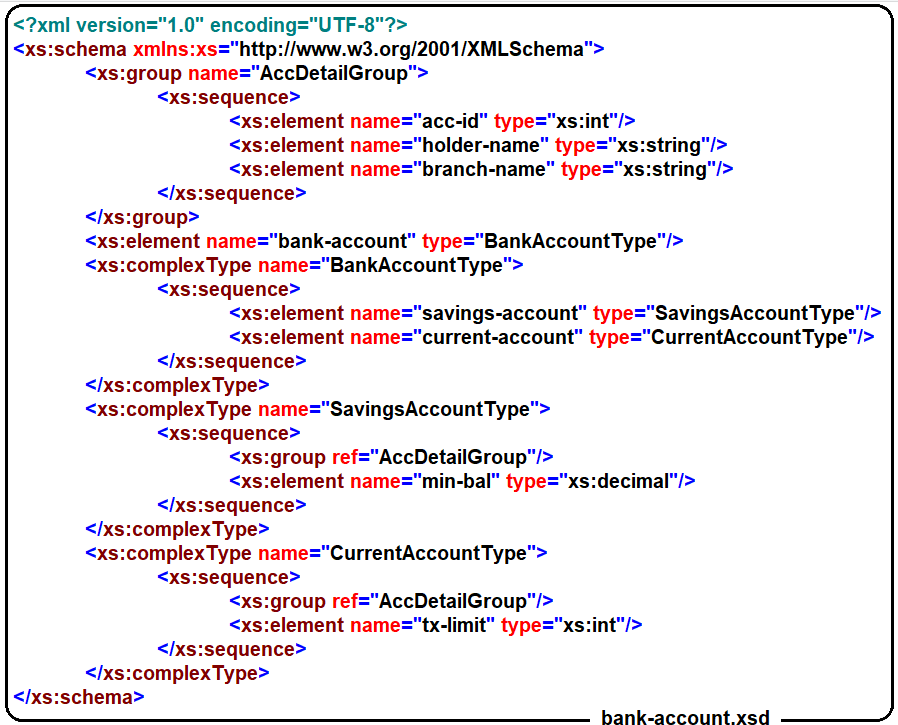 <?xml version="1.0" encoding="UTF-8"?>
<xs:schema xmlns:xs="http://www.w3.org/2001/XMLSchema">
<xs:group name="AccDetailGroup">
<xs:sequence>
<xs:element name="acc-id" type="xs:int"/>
<xs:element name="holder-name" type="xs:string"/>
<xs:element name="branch-name" type="xs:string"/>
</xs:sequence>
</xs:group>
<xs:element name="bank-account" type="BankAccountType"/>
<xs:complexType name="BankAccountType">
<xs:sequence>
<xs:element name="savings-account" type="SavingsAccountType"/>
<xs:element name="current-account" type="CurrentAccountType"/>
</xs:sequence>
</xs:complexType>
<xs:complexType name="SavingsAccountType">
<xs:sequence>
<xs:group ref="AccDetailGroup"/>
<xs:element name="min-bal" type="xs:decimal"/>
</xs:sequence>
</xs:complexType>
<xs:complexType name="CurrentAccountType">
<xs:sequence>
<xs:group ref="AccDetailGroup"/>
<xs:element name="tx-limit" type="xs:int"/>
</xs:sequence>
</xs:complexType>
</xs:schema>
bank-account.xsd